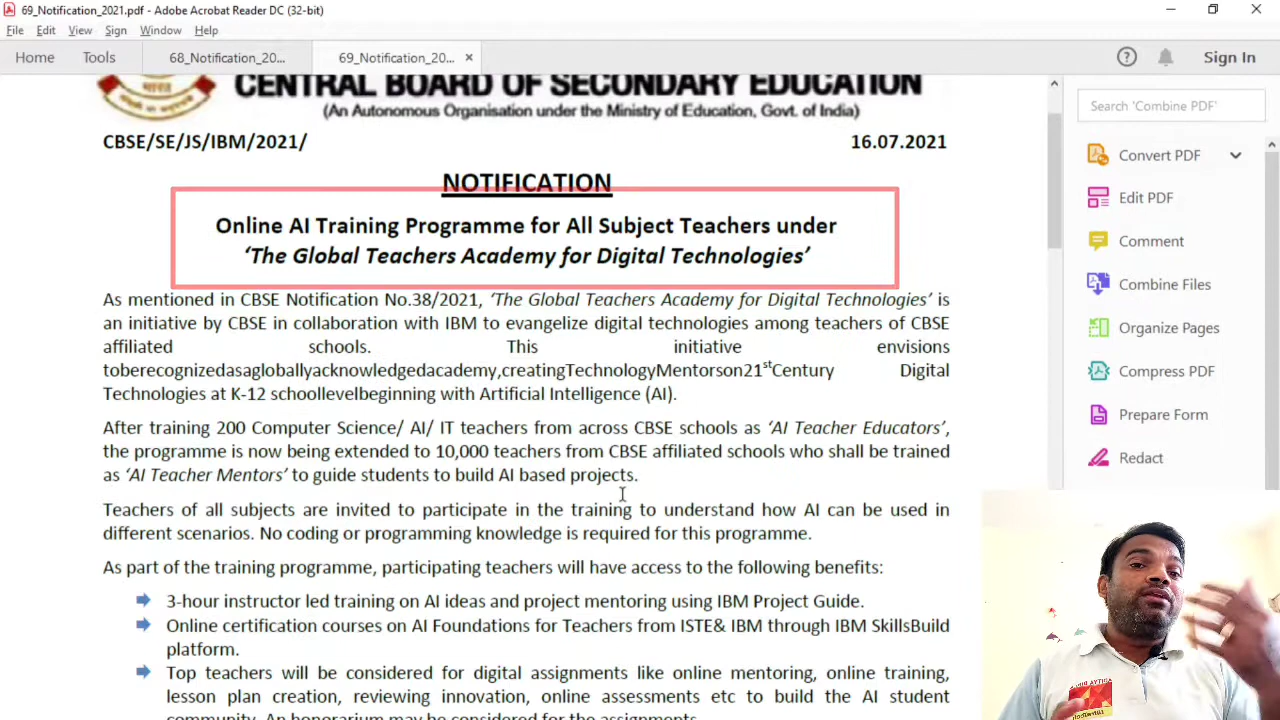 69_Notification_2021.pdf - Adobe Acrobat Reader DC (32-bit)
File Edit View Sign Window Help
Home Tools 68_Notification_20... 69_Notification_20... × Sign In
CENTRAL BOARD OF SECONDARY EDUCATION
(An Autonomous Organisation under the Ministry of Education, Govt. of India)
CBSE/SE/JS/IBM/2021/ 16.07.2021
NOTIFICATION
Online AI Training Programme for All Subject Teachers under
‘The Global Teachers Academy for Digital Technologies’
As mentioned in CBSE Notification No.38/2021, ‘The Global Teachers Academy for Digital Technologies’ is
an initiative by CBSE in collaboration with IBM to evangelize digital technologies among teachers of CBSE
affiliated schools. This initiative envisions
toberecognizedasagloballyacknowledgedacademy,creatingTechnologyMentorson21stCentury Digital
Technologies at K-12 schoollevelbeginning with Artificial Intelligence (AI).
After training 200 Computer Science/ AI/ IT teachers from across CBSE schools as ‘AI Teacher Educators’,
the programme is now being extended to 10,000 teachers from CBSE affiliated schools who shall be trained
as ‘AI Teacher Mentors’ to guide students to build AI based projects.
Teachers of all subjects are invited to participate in the training to understand how AI can be used in
different scenarios. No coding or programming knowledge is required for this programme.
As part of the training programme, participating teachers will have access to the following benefits:
3-hour instructor led training on AI ideas and project mentoring using IBM Project Guide.
Online certification courses on AI Foundations for Teachers from ISTE& IBM through IBM SkillsBuild
platform.
Top teachers will be considered for digital assignments like online mentoring, online training,
lesson plan creation, reviewing innovation, online assessments etc to build the AI student
community. An honorarium may be considered for the assignments.
Search 'Combine PDF'
Convert PDF
Edit PDF
Comment
Combine Files
Organize Pages
Compress PDF
Prepare Form
Redact